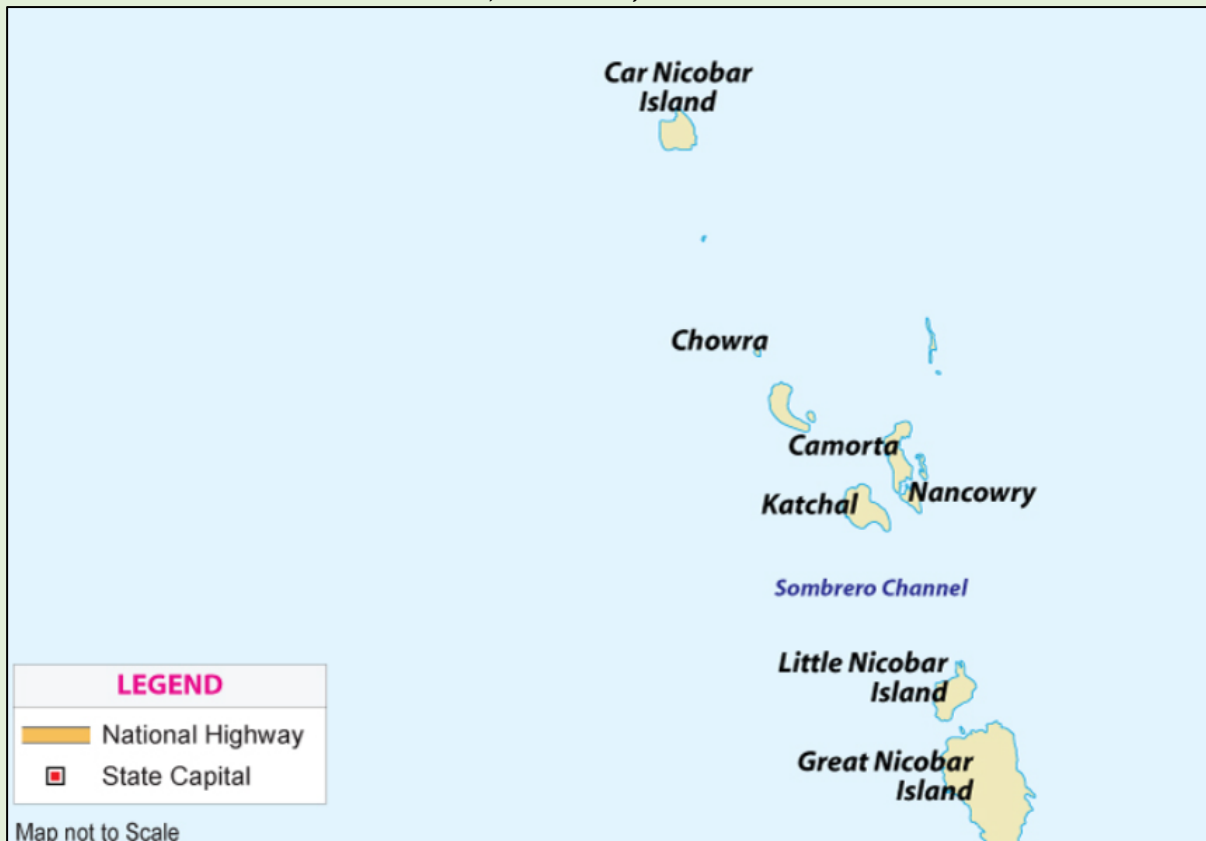 Car Nicobar
Island
Chowra
Camorta
Katchal
Nancowry
Sombrero Channel
Little Nicobar
Island
Great Nicobar
Island
LEGEND
National Highway
State Capital
Map not to Scale